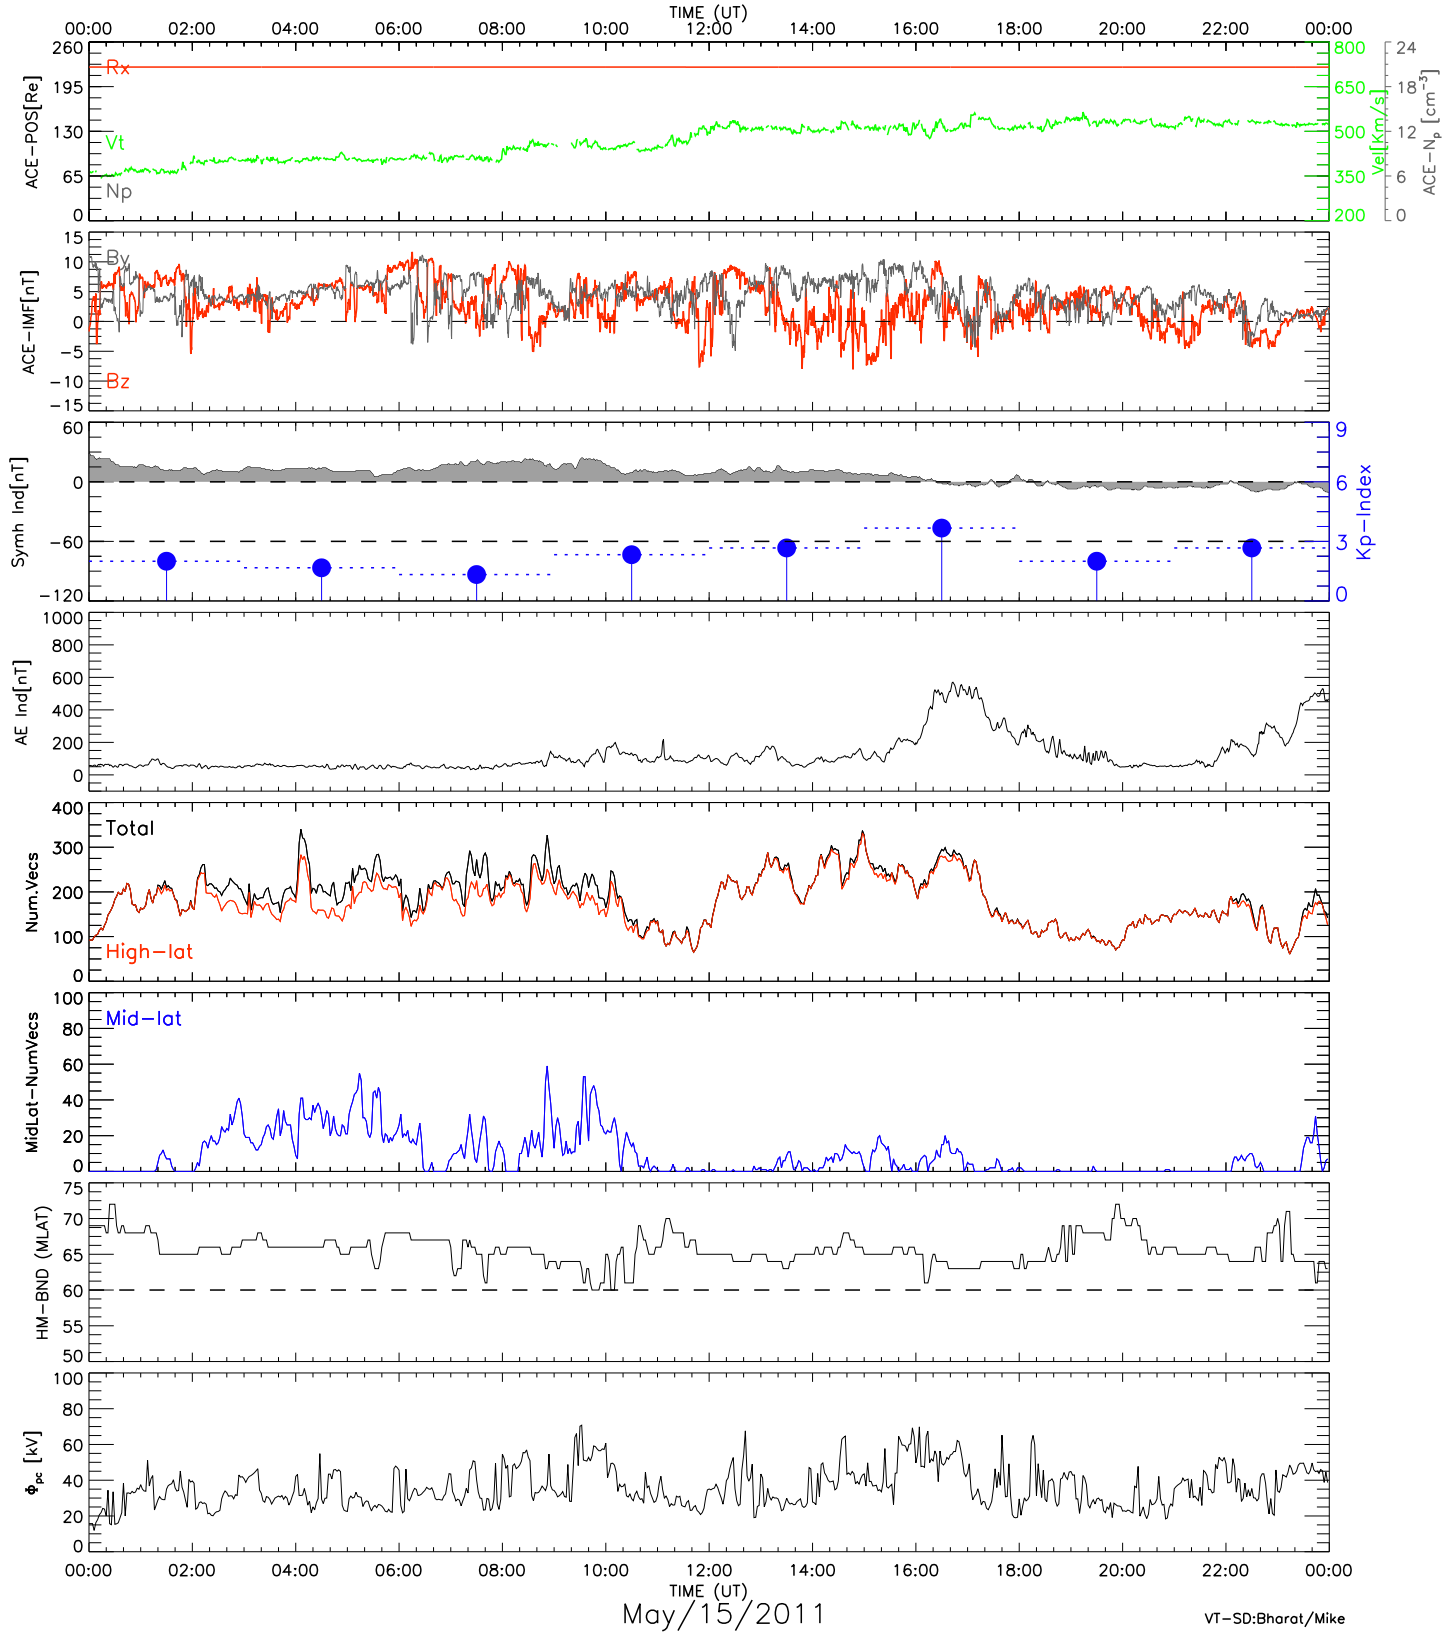 TIME (UT)
00:00 02:00 04:00 06:00 08:00 10:00 12:00 14:00 16:00 18:00 20:00 22:00 00:00
ACE-POS[Re]
260
195
130
65
0
Rx
Vt
Np
800
650
500
350
200
Vel[Km/s]
24
18
12
6
0
ACE-Np [cm-3]
ACE-IMF[nT]
15
10
5
0
-5
-10
-15
By
Bz
Symh Ind[nT]
60
0
-60
-120
9
6
3
0
Kp-Index
AE Ind[nT]
1000
800
600
400
200
0
Num.Vecs
400
300
200
100
0
Total
High-lat
MidLat-NumVecs
100
80
60
40
20
0
Mid-lat
HM-BND (MLAT)
75
70
65
60
55
50
Φpc [kV]
100
80
60
40
20
0
00:00 02:00 04:00 06:00 08:00 10:00 12:00 14:00 16:00 18:00 20:00 22:00 00:00
TIME (UT)
May/15/2011
VT-SD:Bharat/Mike